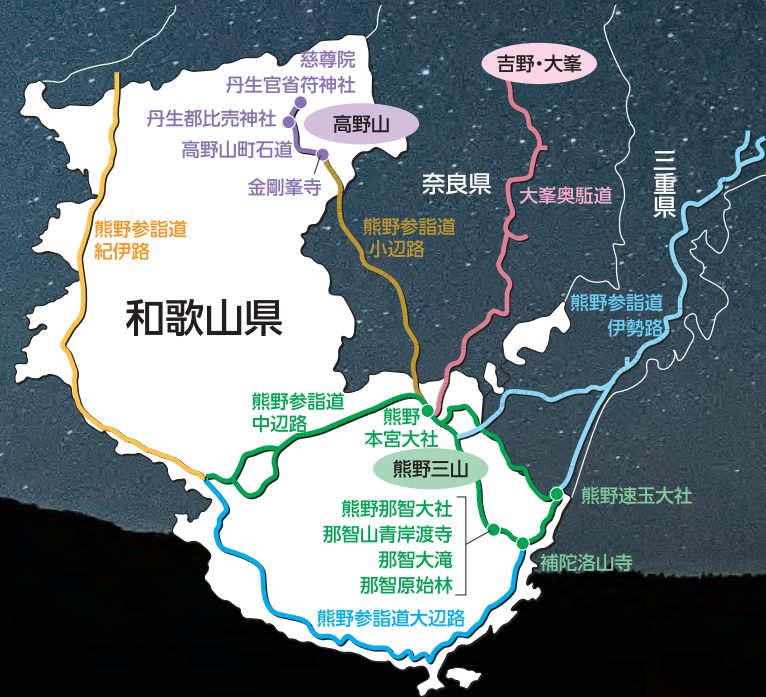 慈尊院
丹生官省符神社
丹生都比売神社
高野山
高野山町石道
金剛峯寺
吉野・大峯
奈良県
三重県
大峯奥駈道
熊野参詣道
紀伊路
熊野参詣道
小辺路
和歌山県
熊野参詣道
伊勢路
熊野参詣道
中辺路
熊野
本宮大社
熊野三山
熊野速玉大社
熊野那智大社
那智山青岸渡寺
那智大滝
那智原始林
補陀洛山寺
熊野参詣道大辺路